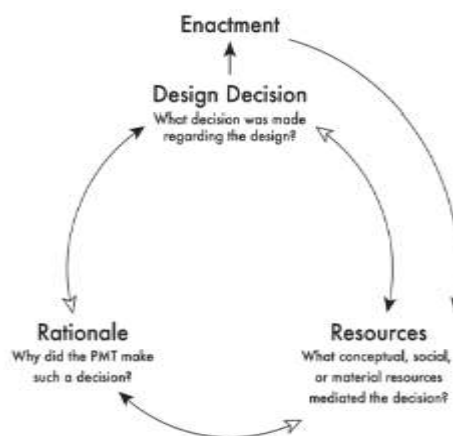 Enactment
Design Decision
What decision was made
regarding the design?
Rationale
Why did the PMT make
such a decision?
Resources
What conceptual, social,
or material resources
mediated the decision?